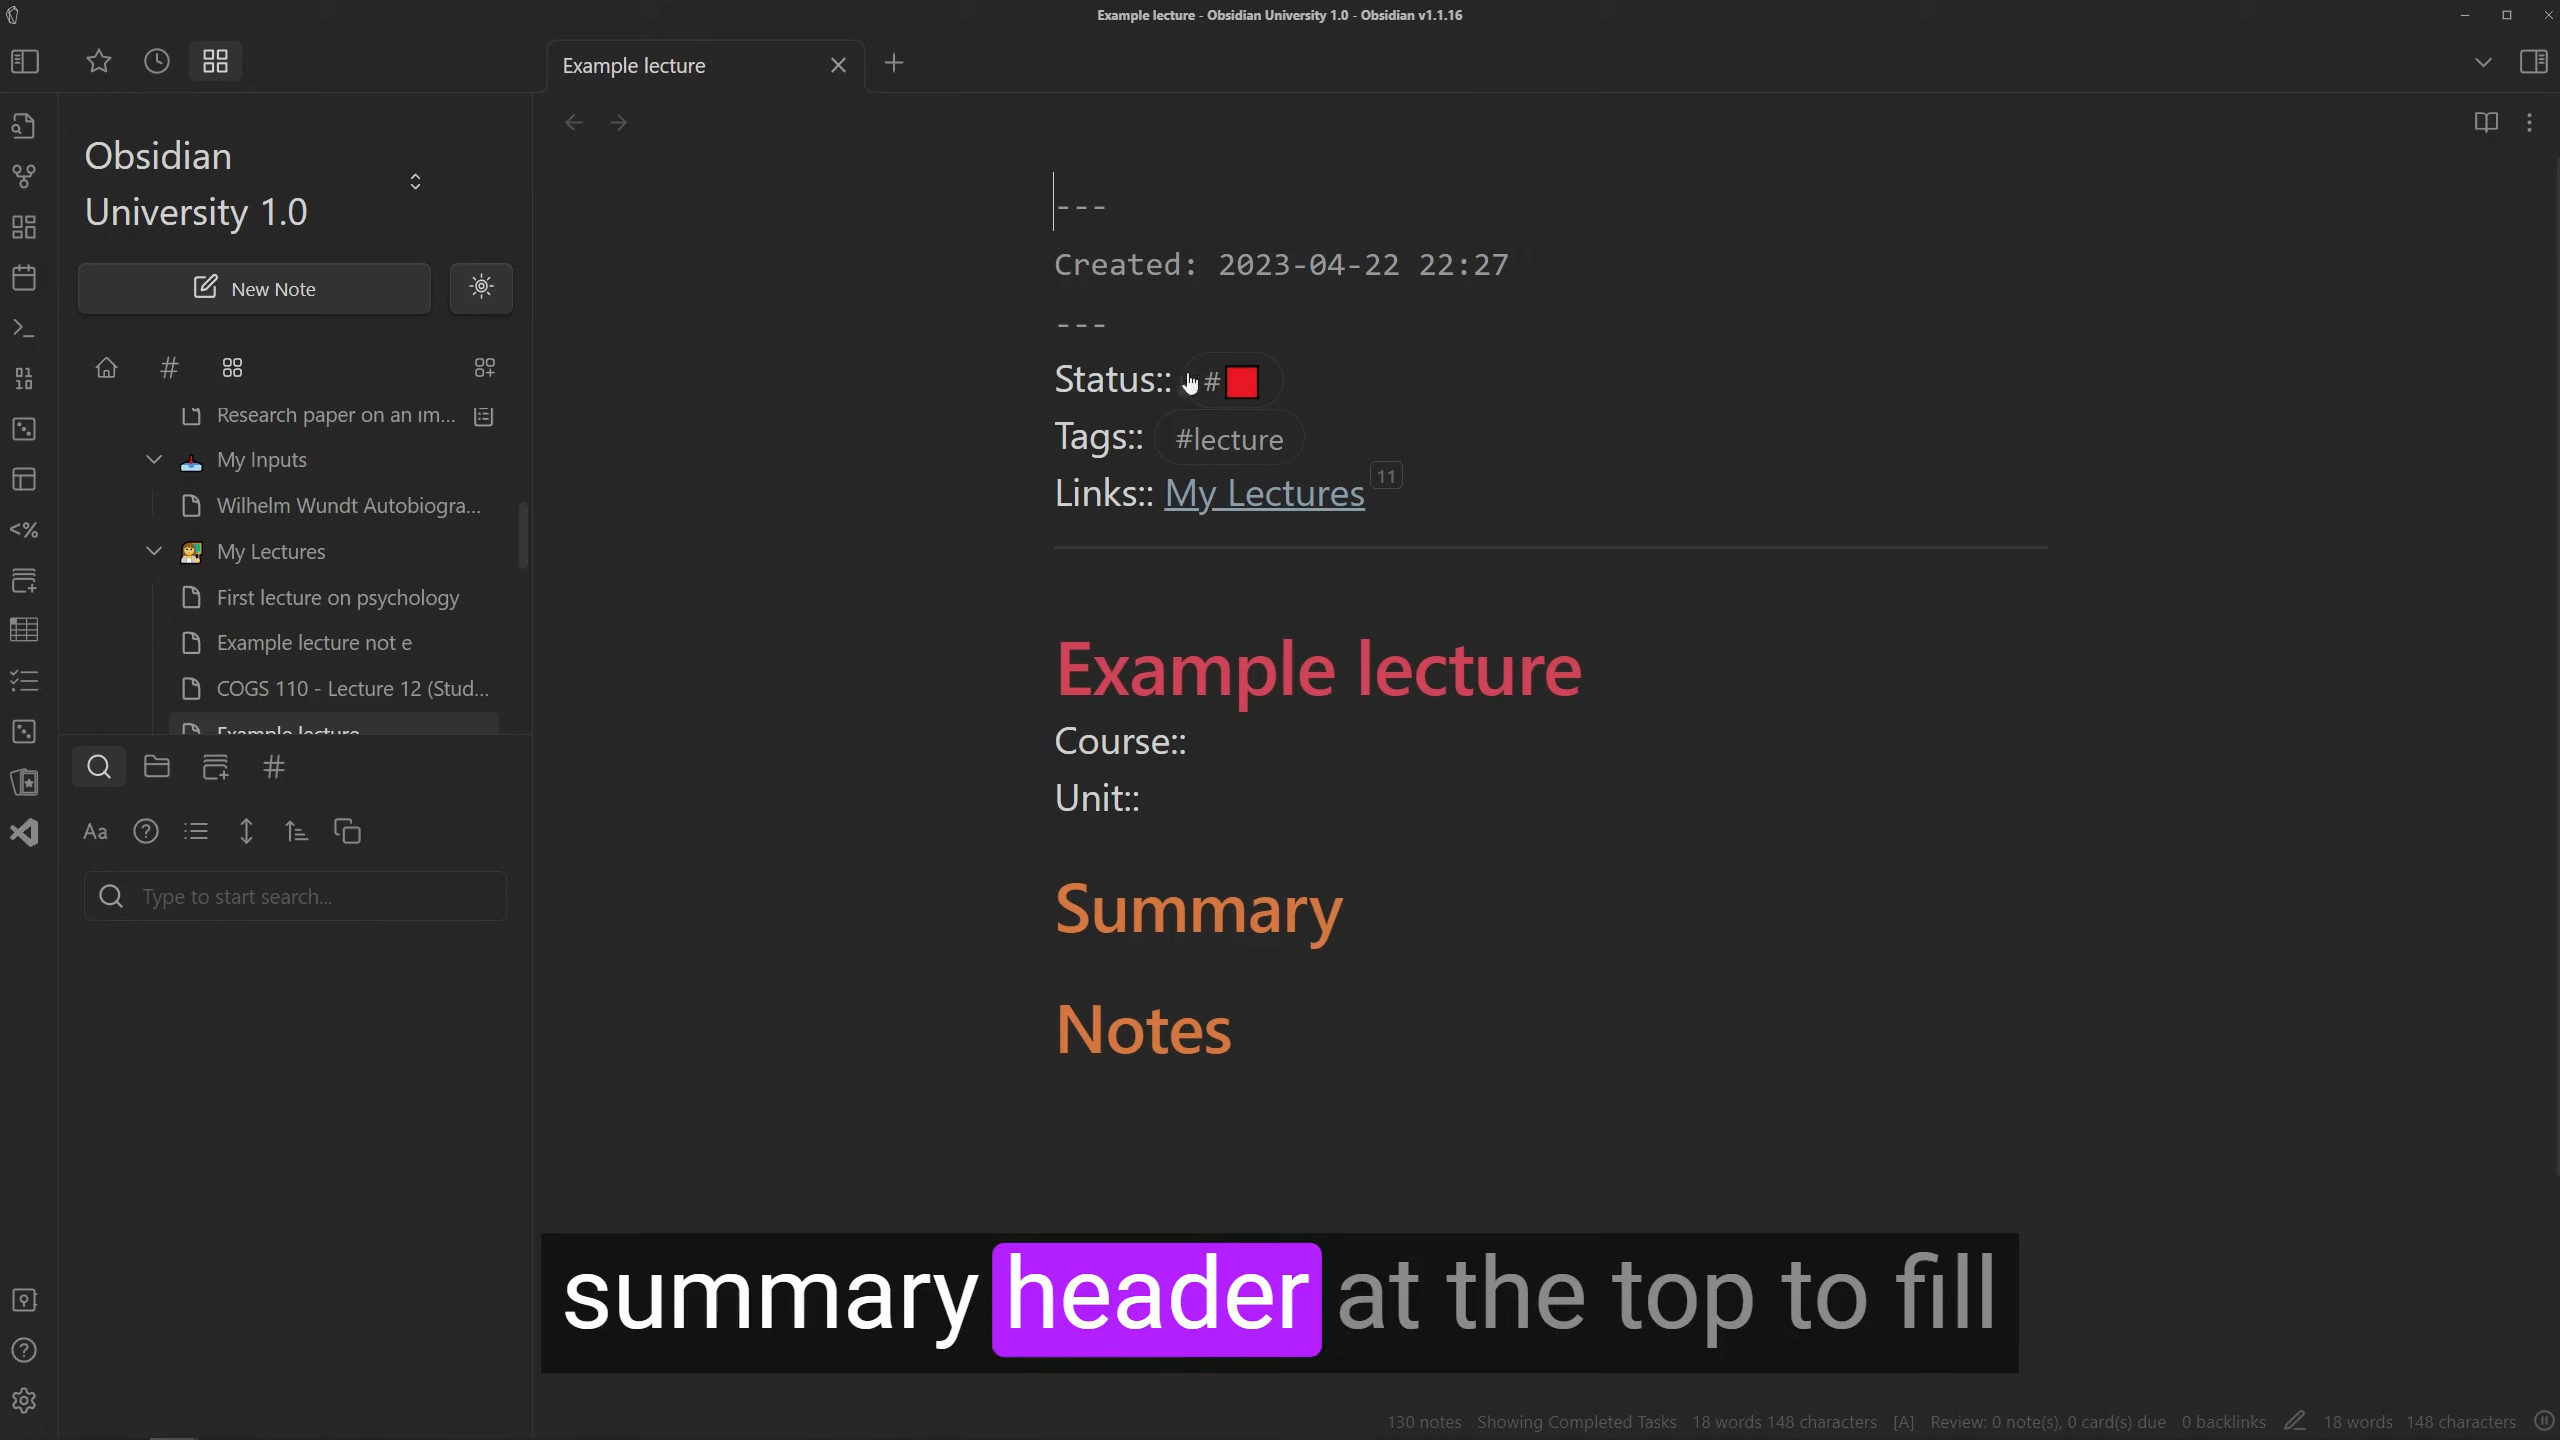 Example lecture - Obsidian University 1.0 - Obsidian v1.1.16
Example lecture
Obsidian
University 1.0
New Note
Research paper on an im...
My Inputs
Wilhelm Wundt Autobiogra...
My Lectures
First lecture on psychology
Example lecture not e
COGS 110 - Lecture 12 (Stud...
Example lecture
Aa
Type to start search...
---
Created: 2023-04-22 22:27
---
Status:: #
Tags:: #lecture
Links:: My Lectures 11
Example lecture
Course::
Unit::
Summary
Notes
summary header at the top to fill
130 notes Showing Completed Tasks 18 words 148 characters [A] Review: 0 note(s), 0 card(s) due 0 backlinks 18 words 148 characters